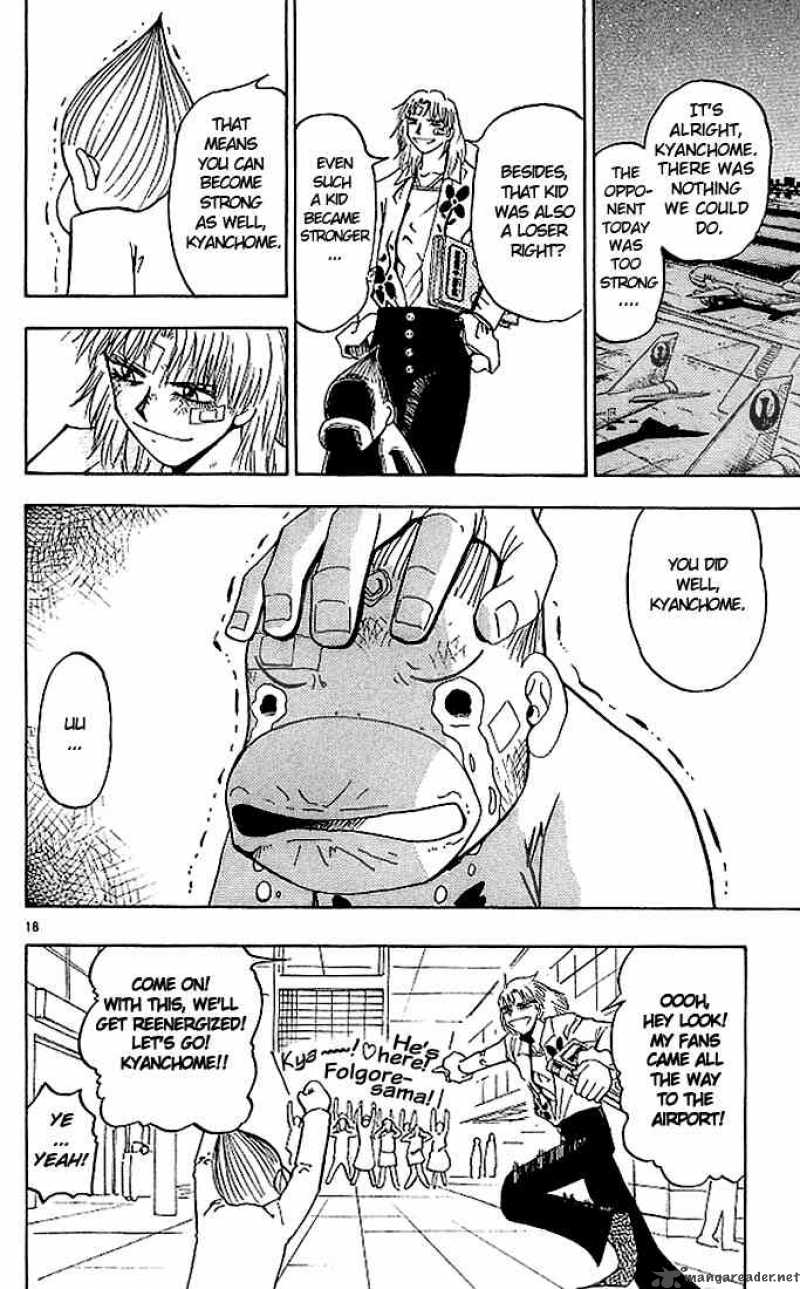 IT'S
ALRIGHT,
KYANCHOME.
THERE WAS
NOTHING
WE COULD
DO.
THE
OPPO-
NENT
TODAY
WAS
TOO
STRONG
....
BESIDES,
THAT KID
WAS ALSO
A LOSER
RIGHT?
EVEN
SUCH
A KID
BECAME
STRONGER
...
THAT
MEANS
YOU CAN
BECOME
STRONG
AS WELL,
KYANCHOME.
YOU DID
WELL,
KYANCHOME.
UU
...
18
OOOH,
HEY LOOK!
MY FANS
CAME ALL
THE WAY
TO THE
AIRPORT!
Kya~~~! ♡
He's
here!
Folgore-
sama!!
COME ON!
WITH THIS, WE'LL
GET REENERGIZED!
LET'S GO!
KYANCHOME!!
YE
...
YEAH!
mangareader.net